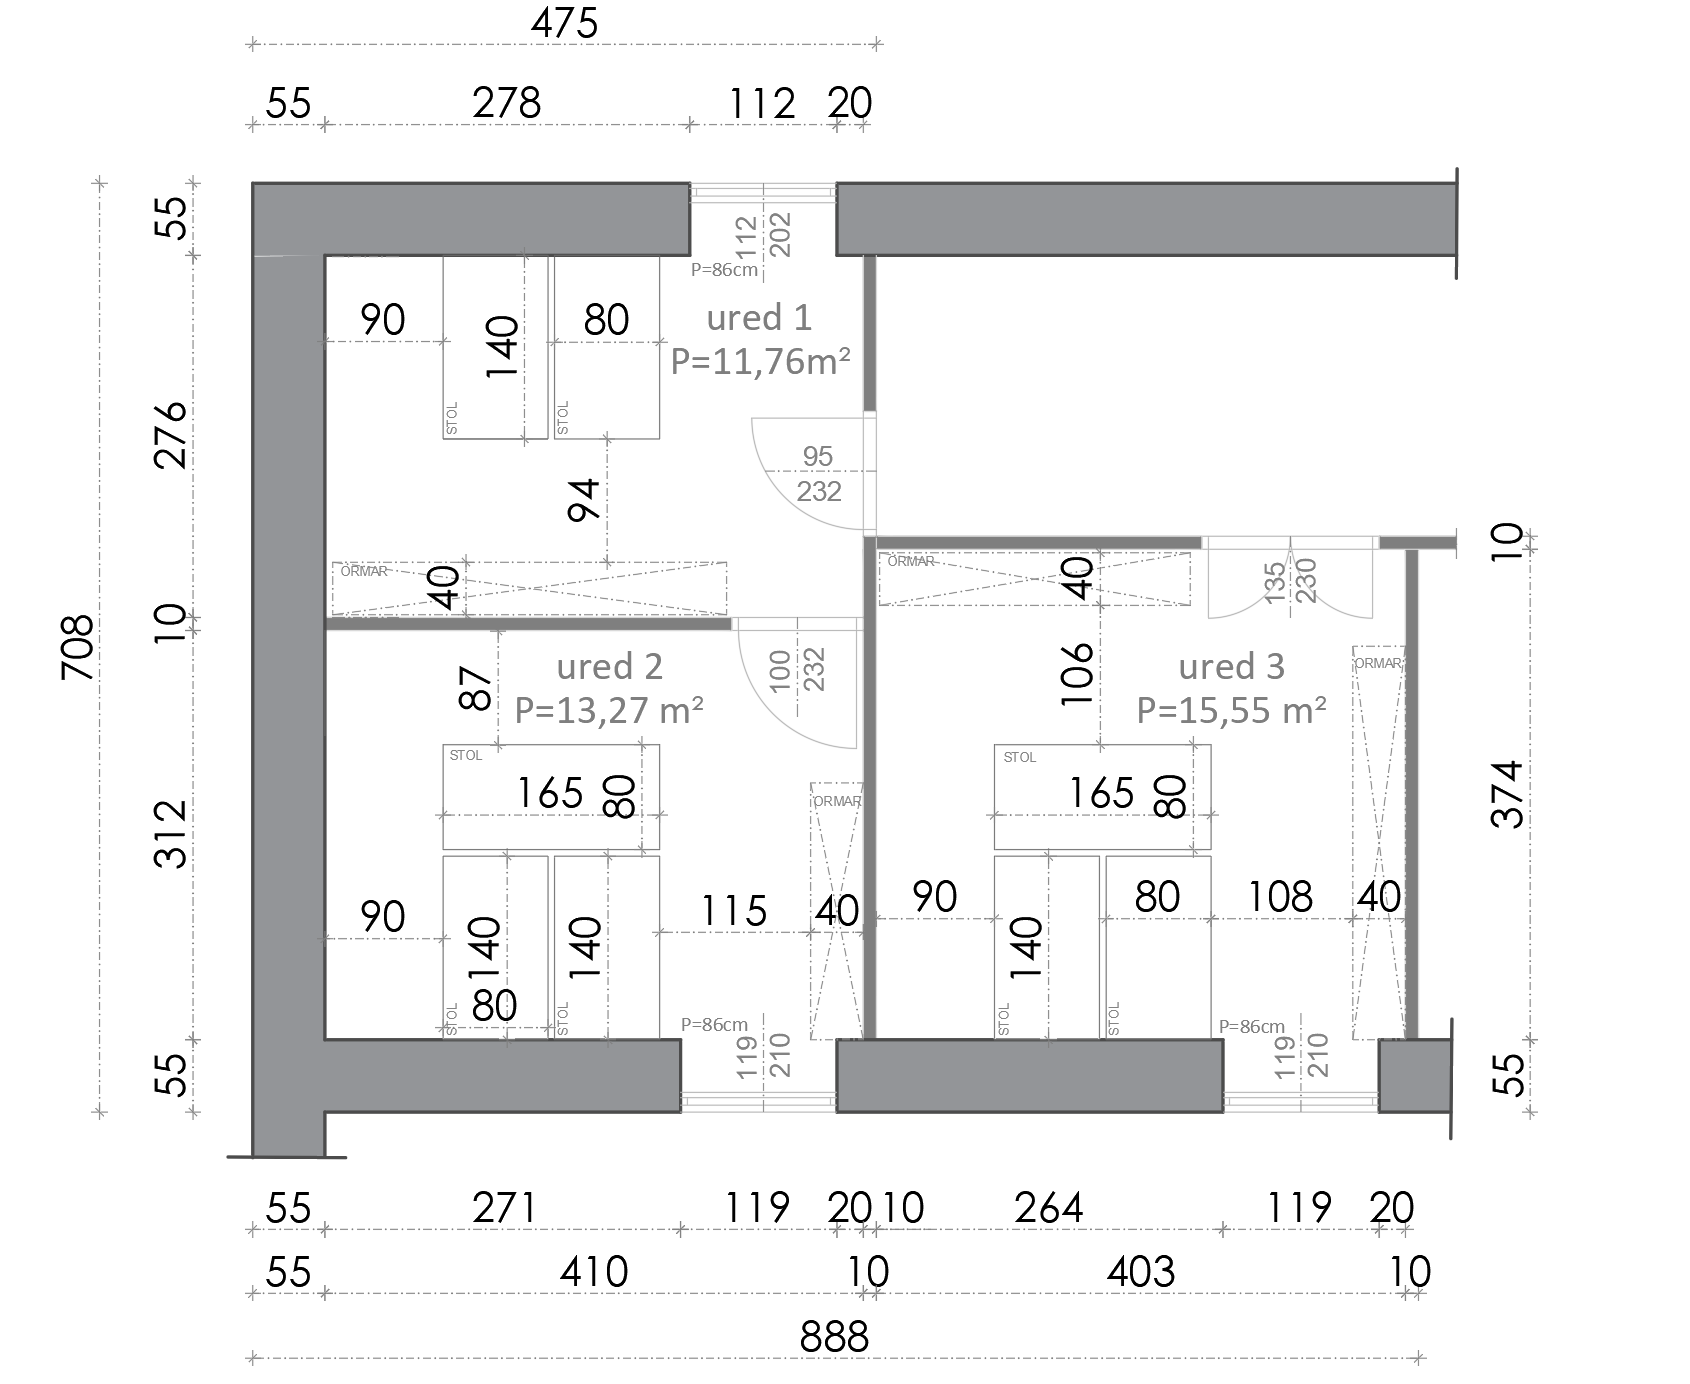 475
55 278 112 20
55
112
202
P=86cm
90
140
80
ured 1
P=11,76m²
STOL
STOL
276
95
232
94
10
ORMAR
40
ORMAR
40
135
230
10
708
87
ured 2
P=13,27 m²
100
232
106
ured 3
P=15,55 m²
ORMAR
STOL
165
80
ORMAR
STOL
165
80
374
312
90
140
140
115
40
90
140
80
108
40
80
STOL
STOL
P=86cm
119
210
STOL
STOL
P=86cm
119
210
55
55
55 271 119 20 10 264 119 20
55 410 10 403 10
888